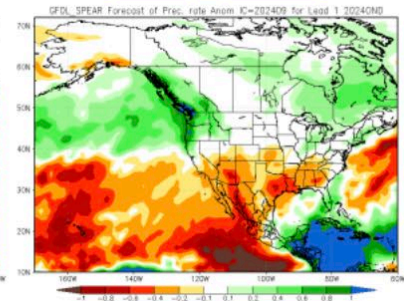 GFDL_SPEAR Forecast of Prec. rate Anom IC=202409 for Lead 1 2024OND
70N
60N
50N
40N
30N
20N
10N
160W 140W 120W 100W 80W 60W
-1 -0.8 -0.6 -0.4 -0.2 -0.1 0.1 0.2 0.4 0.6 0.8 1